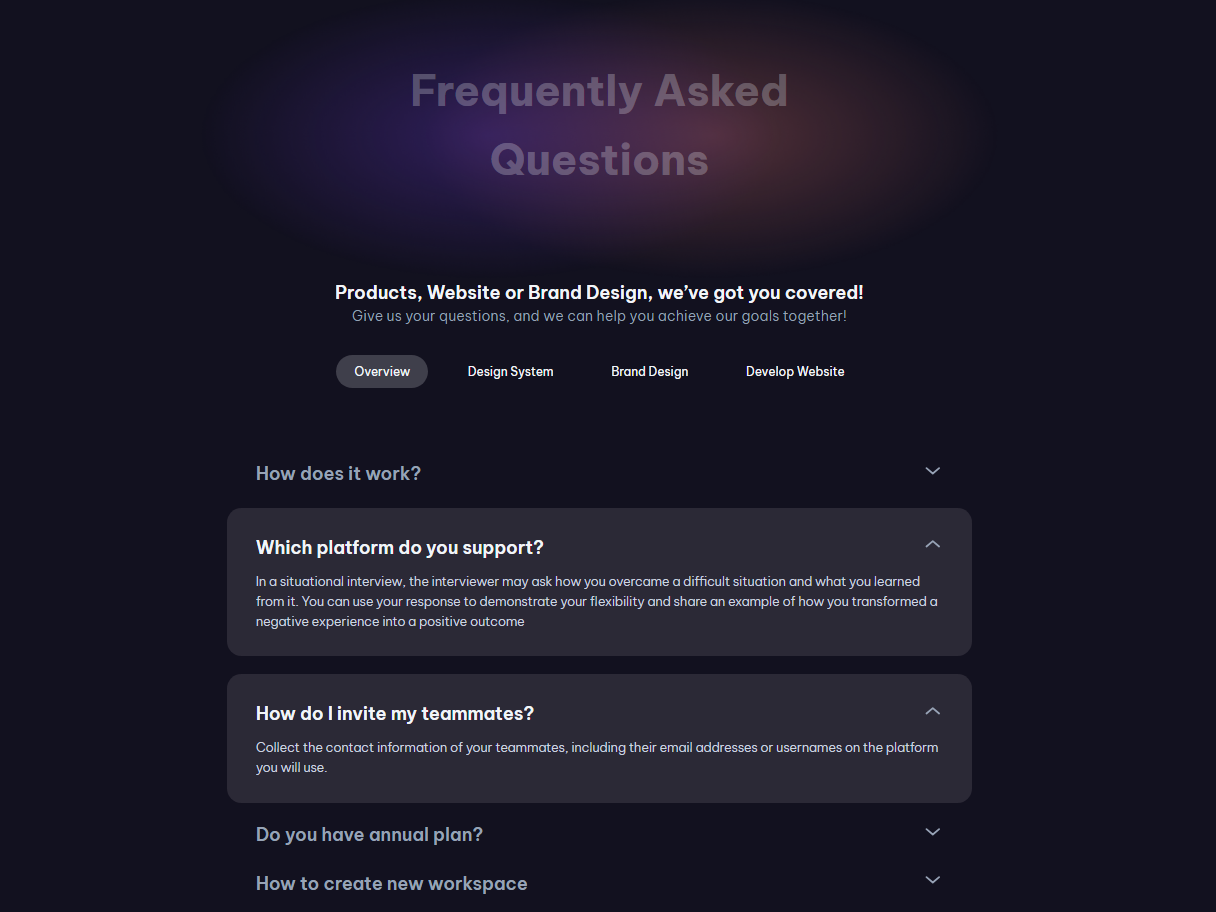 Frequently Asked
Questions
Products, Website or Brand Design, we’ve got you covered!
Give us your questions, and we can help you achieve our goals together!
Overview Design System Brand Design Develop Website
How does it work?
Which platform do you support?
In a situational interview, the interviewer may ask how you overcame a difficult situation and what you learned
from it. You can use your response to demonstrate your flexibility and share an example of how you transformed a
negative experience into a positive outcome
How do I invite my teammates?
Collect the contact information of your teammates, including their email addresses or usernames on the platform
you will use.
Do you have annual plan?
How to create new workspace